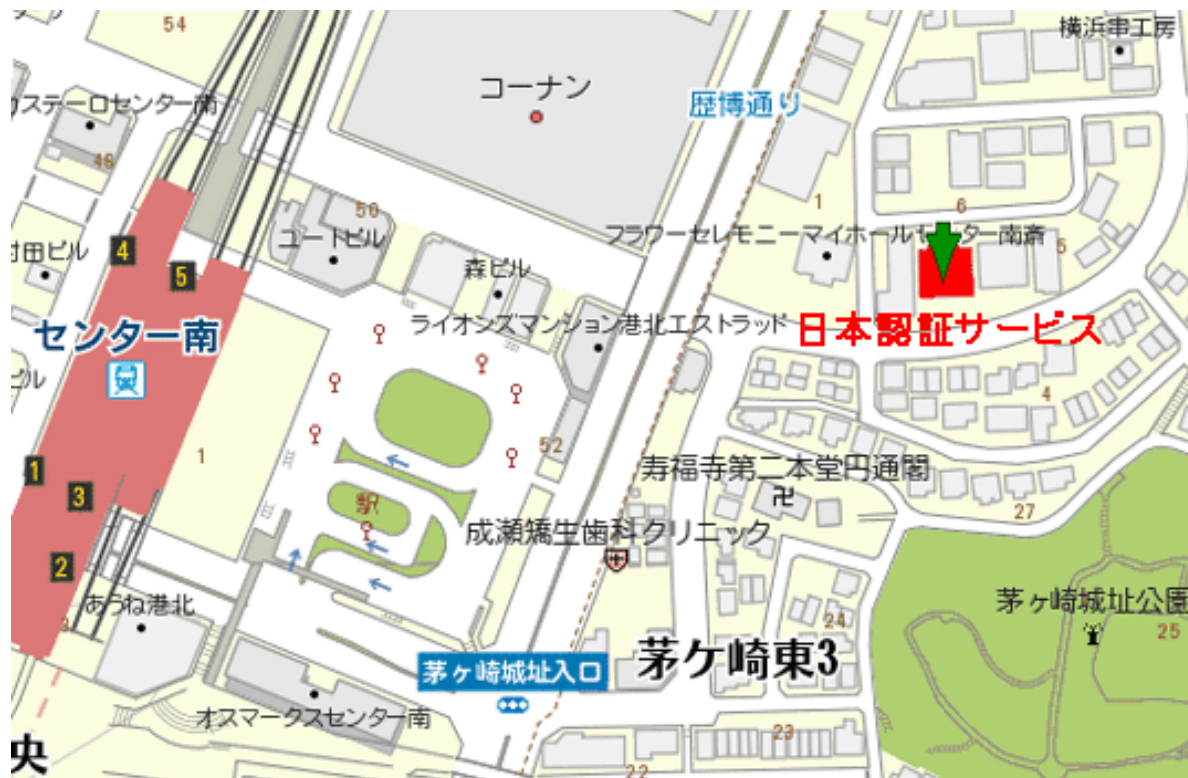 54
横浜串工房
コーナン
歴博通り
カステーロセンター南
48
50
1
6
ユートビル
フラワーセレモニーマイホールセンター南斎
5
村田ビル
4
5
森ビル
センター南
ライオンズマンション港北エストラッド
日本認証サービス
ビル
4
1
52
1
3
駅
寿福寺第二本堂円通閣
卍
27
成瀬矯生歯科クリニック
2
あうね港北
3
茅ヶ崎城址公園
24
25
茅ヶ崎城址入口
茅ケ崎東3
オスマークスセンター南
23
央
22